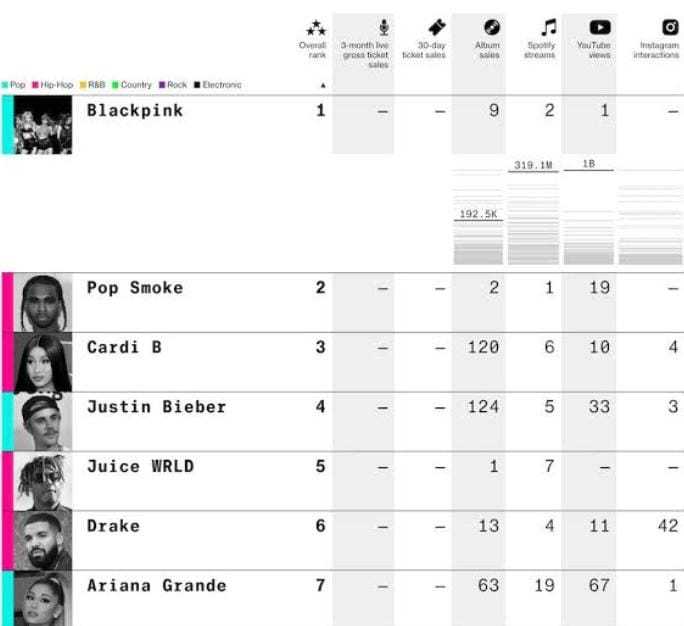 Overall rank
3-month live gross ticket sales
30-day ticket sales
Album sales
Spotify streams
YouTube views
Instagram interactions
Pop Hip-Hop R&B Country Rock Electronic ▲
Blackpink 1 – – 9 2 1 –
319.1M 1B
192.5K
Pop Smoke 2 – – 2 1 19 –
Cardi B 3 – – 120 6 10 4
Justin Bieber 4 – – 124 5 33 3
Juice WRLD 5 – – 1 7 – –
Drake 6 – – 13 4 11 42
Ariana Grande 7 – – 63 19 67 1